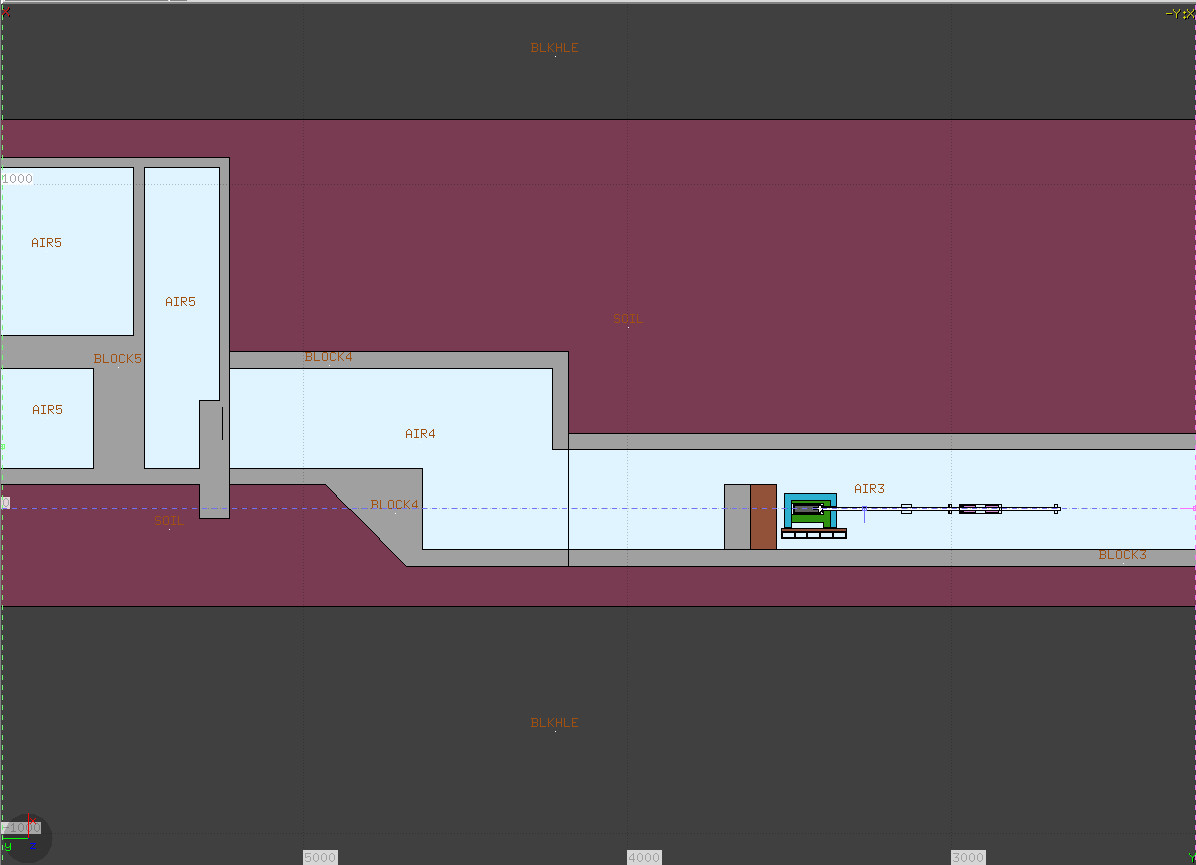 x
-Y:X
BLKHLE
1000
AIR5
AIR5
SOIL
BLOCK5
BLOCK4
AIR5
AIR4
AIR3
0
BLOCK4
SOIL
BLOCK3
BLKHLE
-1000
y
z
5000
4000
3000